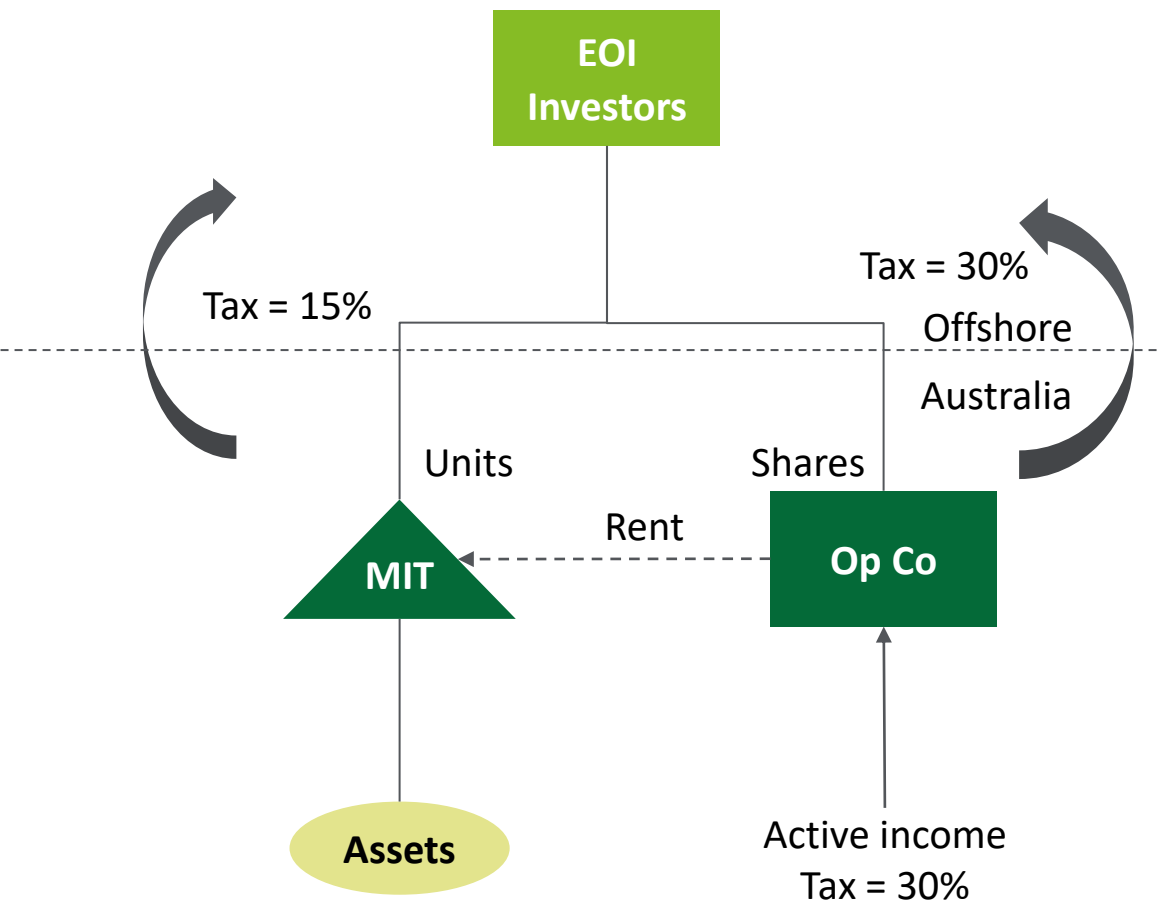 EOI
Investors
Tax = 15%
Tax = 30%
Offshore
Australia
Units
Shares
Rent
MIT
Op Co
Assets
Active income
Tax = 30%